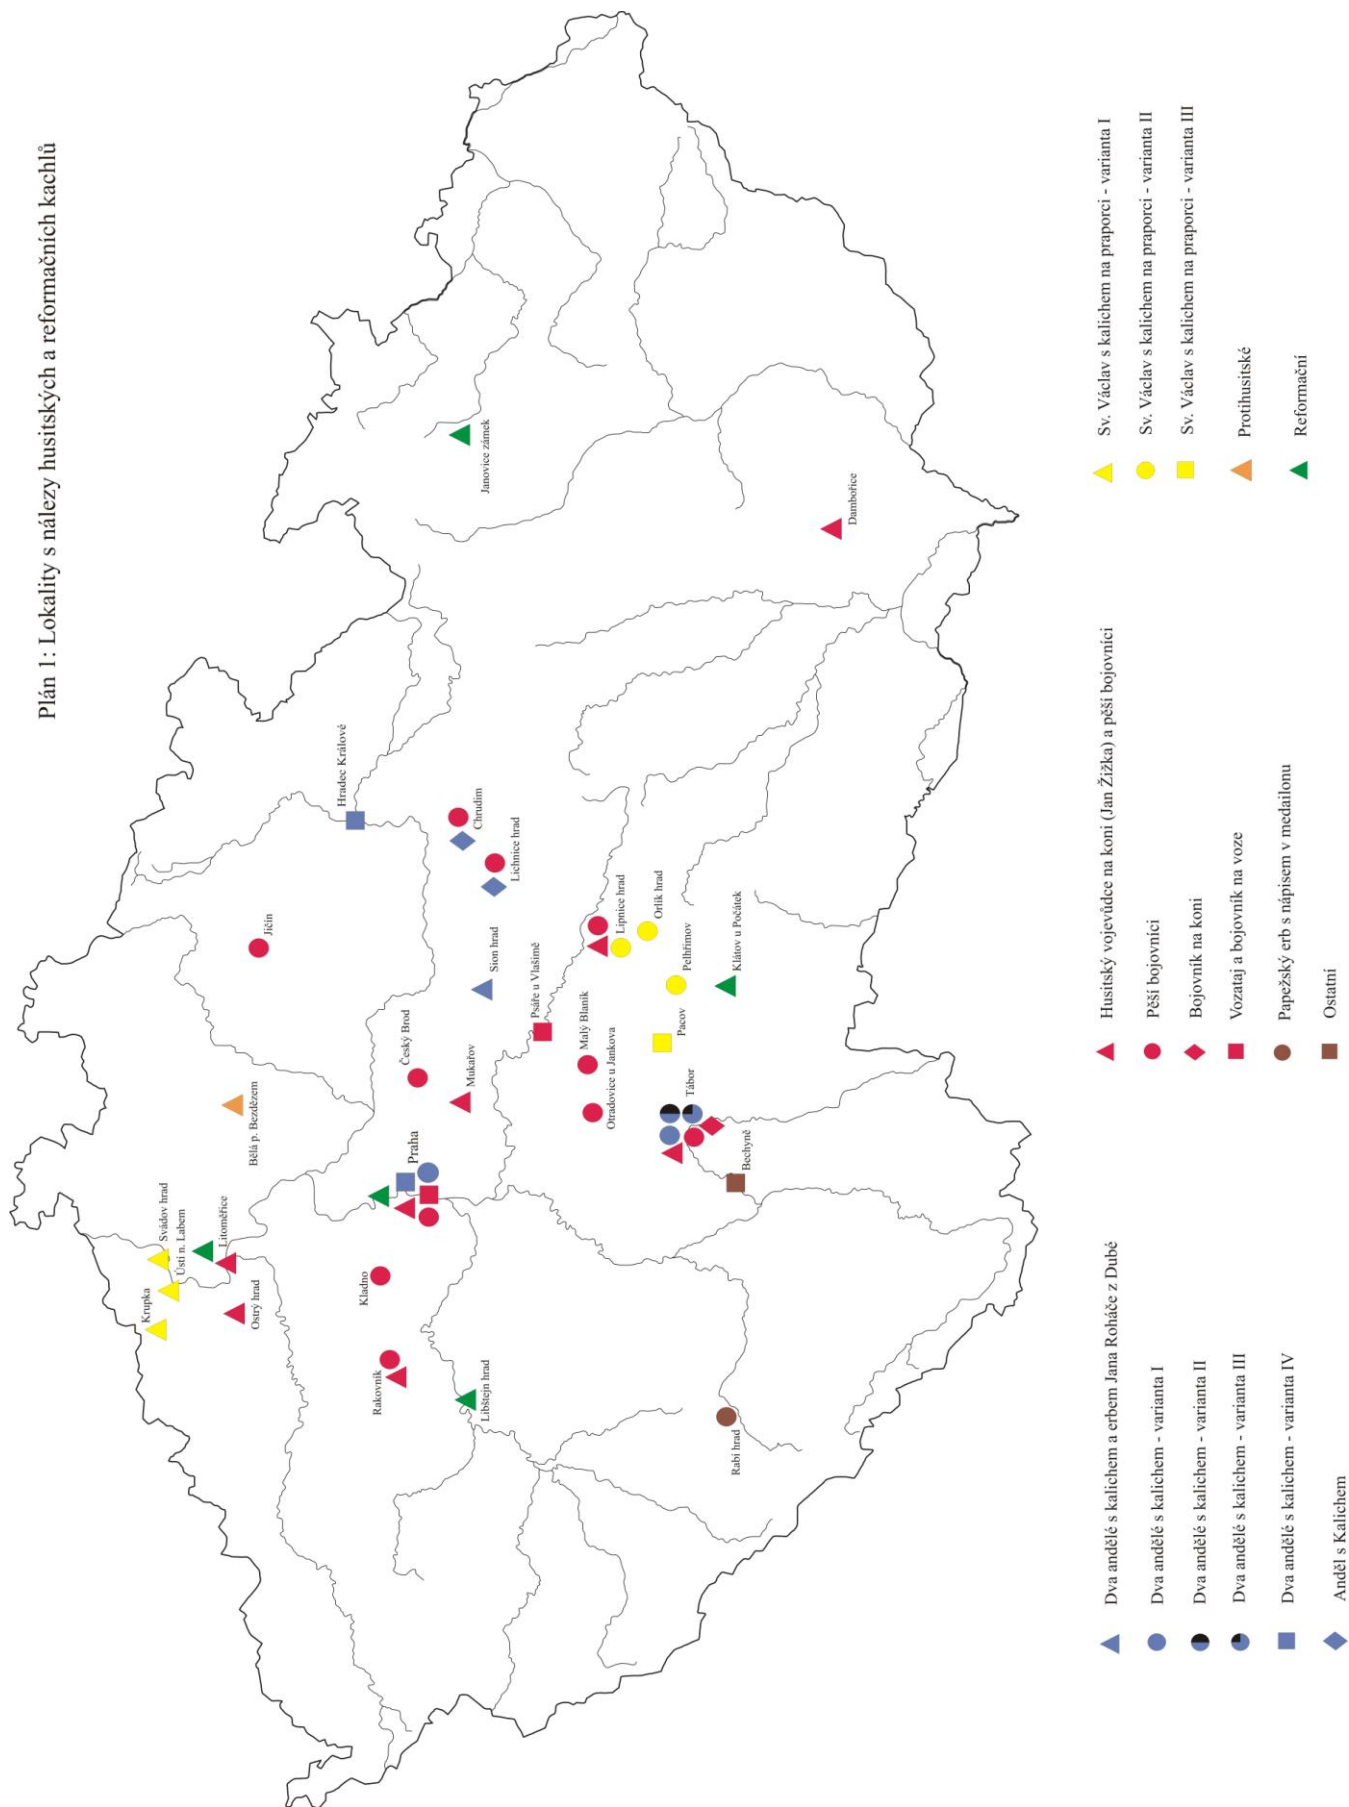 Plán 1: Lokality s nálezy husitských a reformačních kachlů
Krupka
Svádov hrad
Ústí n. Labem
Litoměřice
Ostrý hrad
Bělá p. Bezdězem
Jičín
Hradec Králové
Kladno
Rakovník
Libštejn hrad
Praha
Český Brod
Mukařov
Sion hrad
Chrudim
Lichnice hrad
Janovice zámek
Psáře u Vlašimě
Malý Blaník
Otradovice u Jankova
Lipnice hrad
Orlík hrad
Pelhřimov
Pacov
Klátov u Počátek
Tábor
Bechyně
Rabí hrad
Dambořice
Dva andělé s kalichem a erbem Jana Roháče z Dubé
Dva andělé s kalichem - varianta I
Dva andělé s kalichem - varianta II
Dva andělé s kalichem - varianta III
Dva andělé s kalichem - varianta IV
Anděl s Kalichem
Husitský vojevůdce na koni (Jan Žižka) a pěší bojovníci
Pěší bojovníci
Bojovník na koni
Vozataj a bojovník na voze
Papežský erb s nápisem v medailonu
Ostatní
Sv. Václav s kalichem na praporci - varianta I
Sv. Václav s kalichem na praporci - varianta II
Sv. Václav s kalichem na praporci - varianta III
Protihusitské
Reformační